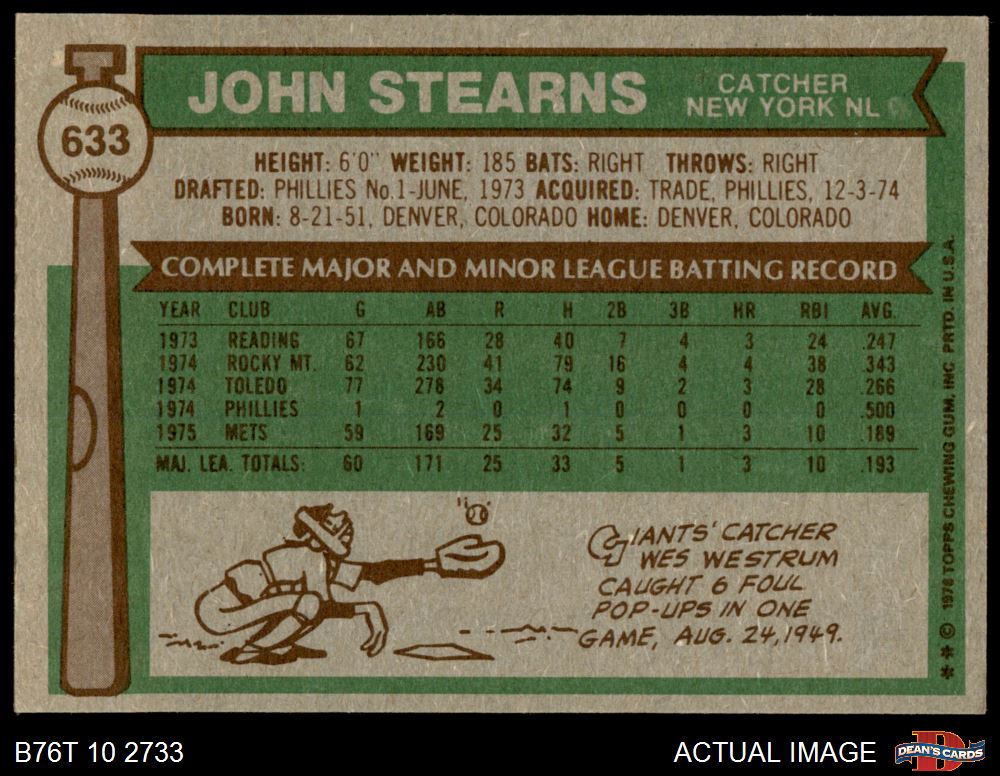 633
JOHN STEARNS
CATCHER
NEW YORK NL
HEIGHT: 6'0" WEIGHT: 185 BATS: RIGHT THROWS: RIGHT
DRAFTED: PHILLIES No.1-JUNE, 1973 ACQUIRED: TRADE, PHILLIES, 12-3-74
BORN: 8-21-51, DENVER, COLORADO HOME: DENVER, COLORADO
COMPLETE MAJOR AND MINOR LEAGUE BATTING RECORD
YEAR CLUB G AB R H 2B 3B HR RBI AVG.
1973 READING 67 166 28 40 7 4 3 24 .247
1974 ROCKY MT. 62 230 41 79 16 4 4 38 .343
1974 TOLEDO 77 278 34 74 9 2 3 28 .266
1974 PHILLIES 1 2 0 1 0 0 0 0 .500
1975 METS 59 169 25 32 5 1 3 10 .189
MAJ. LEA. TOTALS: 60 171 25 33 5 1 3 10 .193
GIANTS' CATCHER
WES WESTRUM
CAUGHT 6 FOUL
POP-UPS IN ONE
GAME, AUG. 24, 1949.
** © 1976 TOPPS CHEWING GUM, INC. PRTD. IN U.S.A.
B76T 10 2733
ACTUAL IMAGE
DEAN'S CARDS